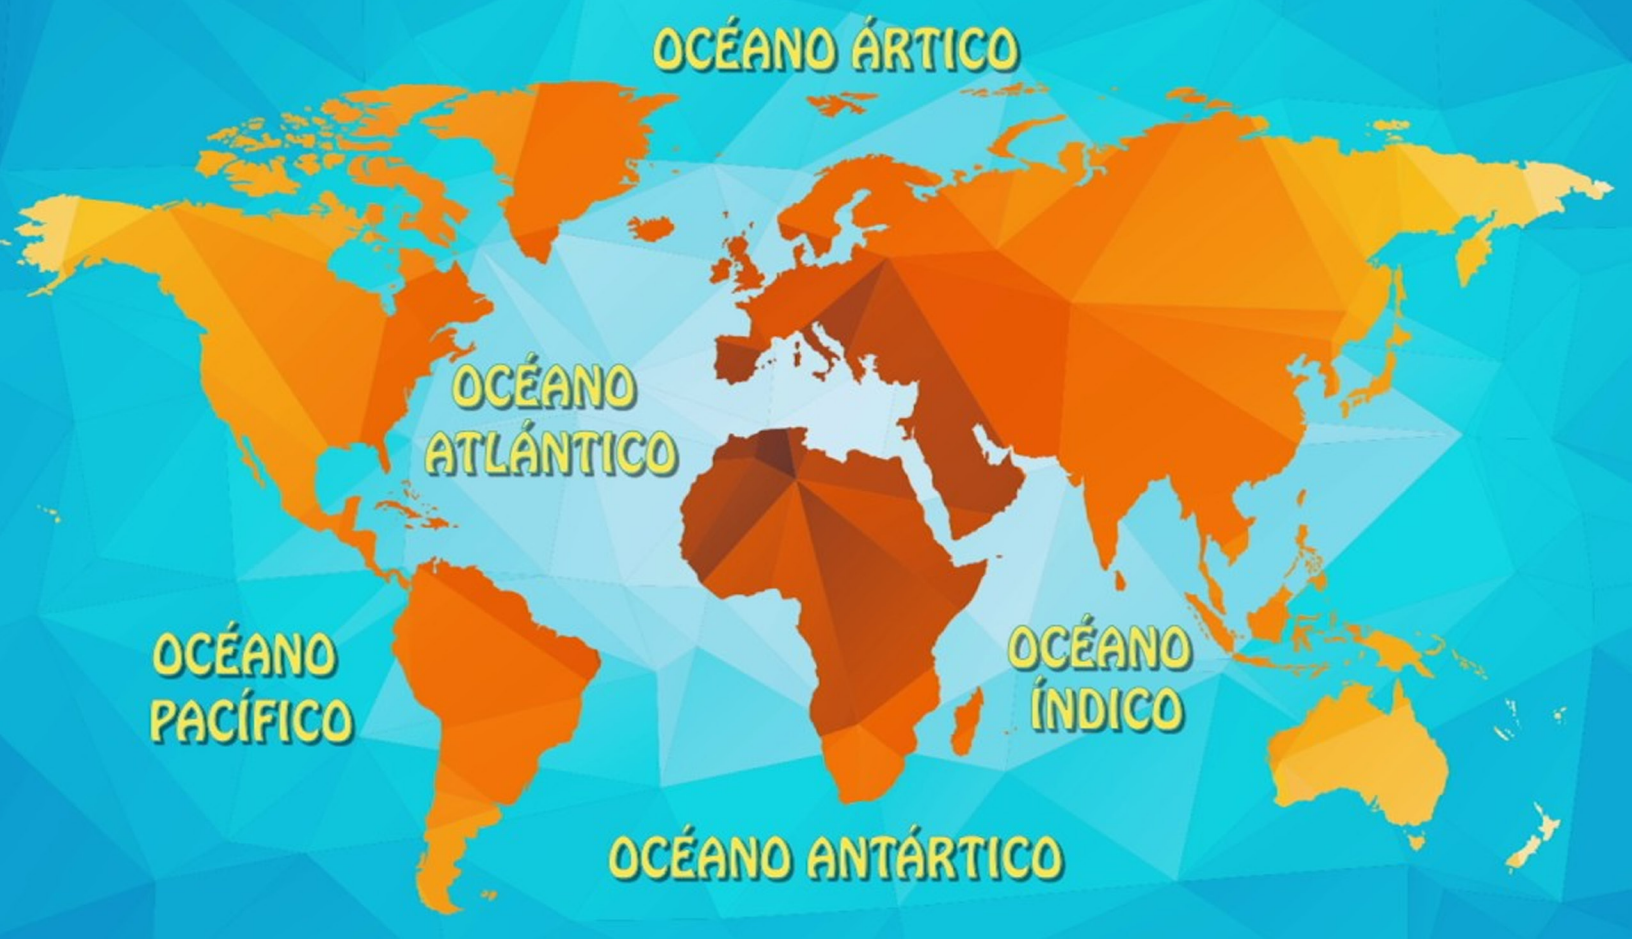 OCÉANO ÁRTICO
OCÉANO
ATLÁNTICO
OCÉANO
PACÍFICO
OCÉANO
ÍNDICO
OCÉANO ANTÁRTICO